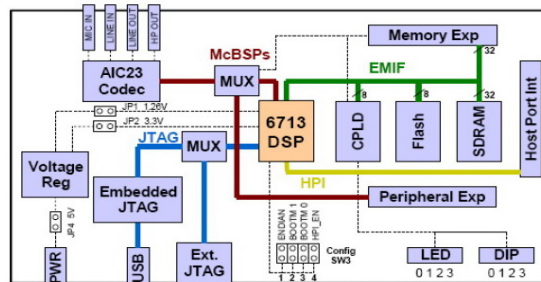 MIC IN
LINE IN
LINE OUT
HP OUT
AIC23
Codec
McBSPs
MUX
Memory Exp
32
EMIF
JP1 1.26V
JP2 3.3V
6713
DSP
8
CPLD
8
Flash
32
SDRAM
Host Port Int
JTAG
MUX
HPI
Voltage
Reg
Embedded
JTAG
Peripheral Exp
JP4 5V
ENDIAN
BOOTM 1
BOOTM 0
HPI_EN
Config
SW3
1 2 3 4
PWR
USB
Ext.
JTAG
LED
DIP
0 1 2 3
0 1 2 3